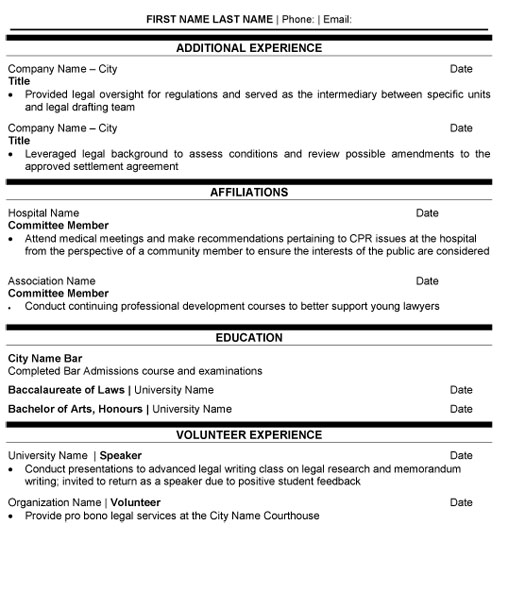 FIRST NAME LAST NAME | Phone: | Email:
ADDITIONAL EXPERIENCE
Company Name – City Date
Title
• Provided legal oversight for regulations and served as the intermediary between specific units
and legal drafting team
Company Name – City Date
Title
• Leveraged legal background to assess conditions and review possible amendments to the
approved settlement agreement
AFFILIATIONS
Hospital Name Date
Committee Member
• Attend medical meetings and make recommendations pertaining to CPR issues at the hospital
from the perspective of a community member to ensure the interests of the public are considered
Association Name Date
Committee Member
• Conduct continuing professional development courses to better support young lawyers
EDUCATION
City Name Bar
Completed Bar Admissions course and examinations
Baccalaureate of Laws | University Name Date
Bachelor of Arts, Honours | University Name Date
VOLUNTEER EXPERIENCE
University Name | Speaker Date
• Conduct presentations to advanced legal writing class on legal research and memorandum
writing; invited to return as a speaker due to positive student feedback
Organization Name | Volunteer Date
• Provide pro bono legal services at the City Name Courthouse